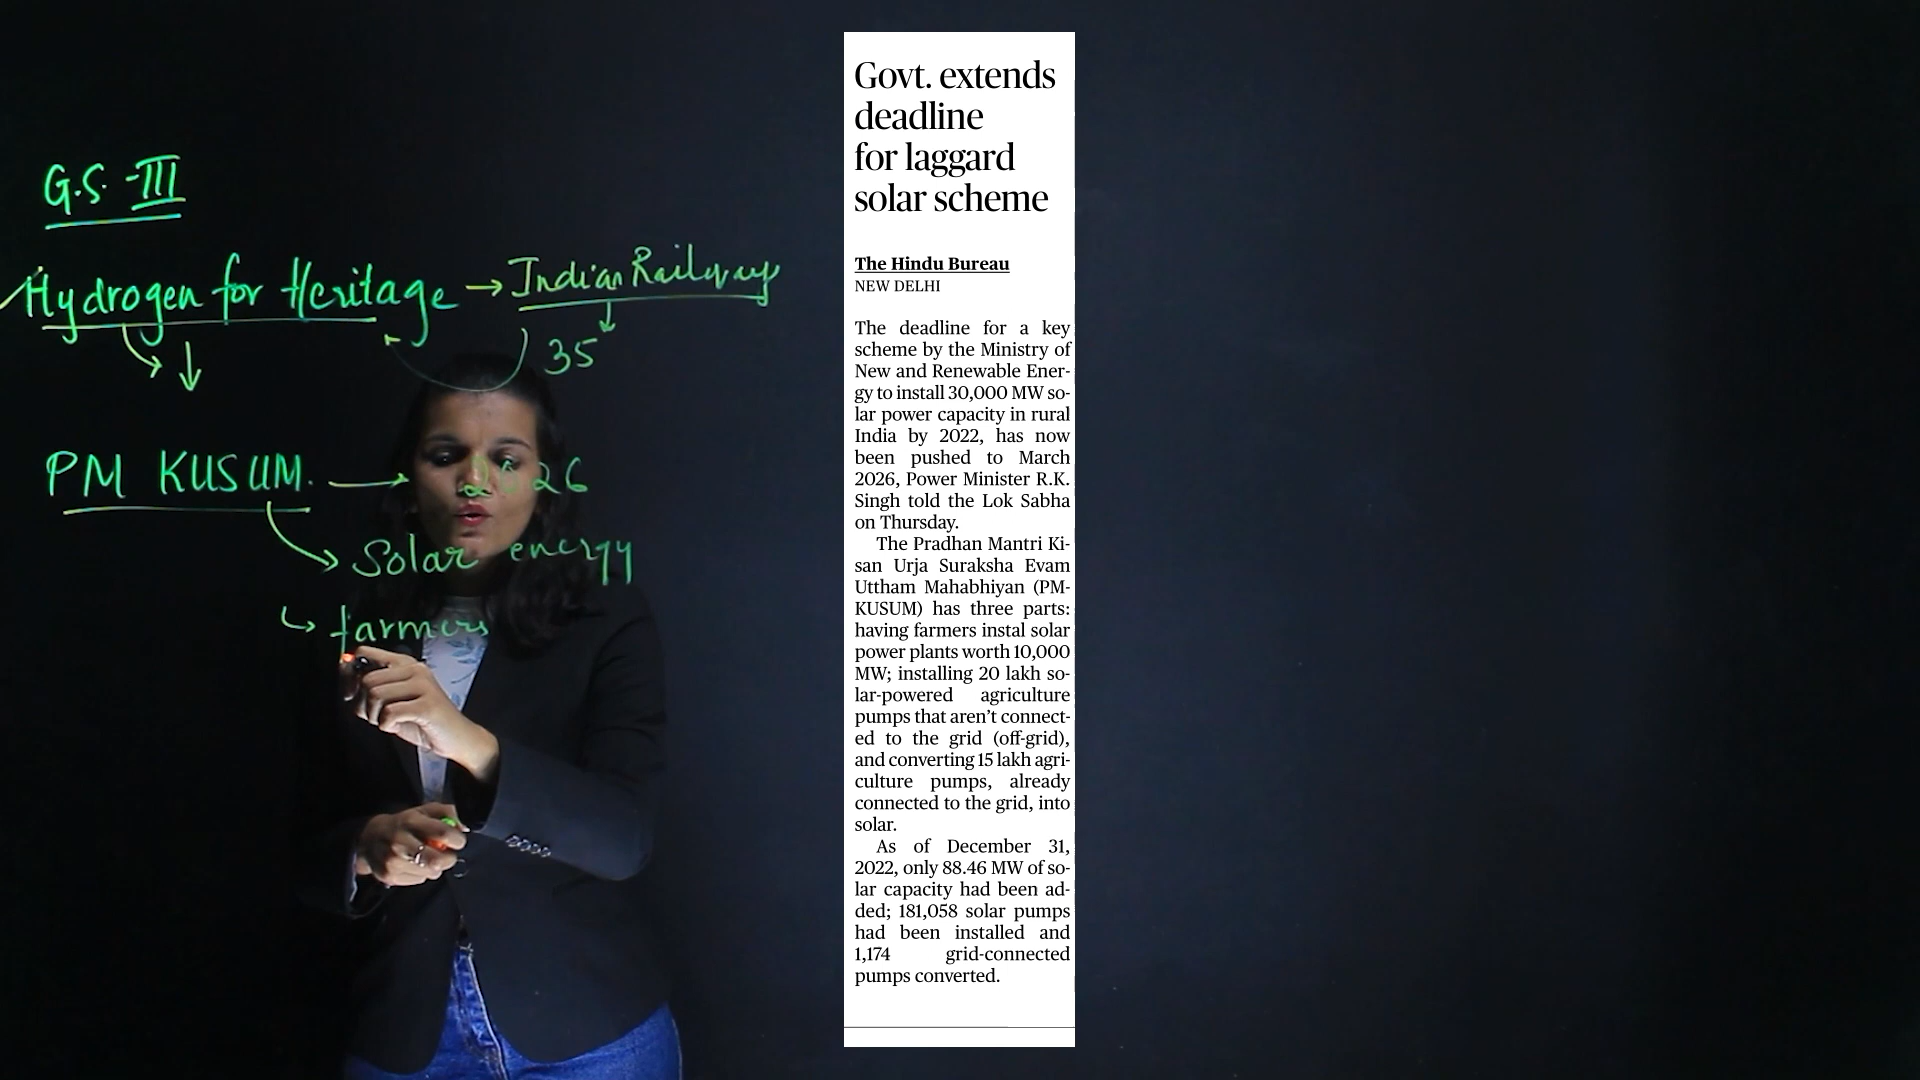 G.S.-III
Hydrogen for Heritage → Indian Railways
35
PM KUSUM. → 2026
Solar energy
farmers
Govt. extends
deadline
for laggard
solar scheme
The Hindu Bureau
NEW DELHI
The deadline for a key
scheme by the Ministry of
New and Renewable Ener-
gy to install 30,000 MW so-
lar power capacity in rural
India by 2022, has now
been pushed to March
2026, Power Minister R.K.
Singh told the Lok Sabha
on Thursday.
The Pradhan Mantri Ki-
san Urja Suraksha Evam
Uttham Mahabhiyan (PM-
KUSUM) has three parts:
having farmers instal solar
power plants worth 10,000
MW; installing 20 lakh so-
lar-powered agriculture
pumps that aren't connect-
ed to the grid (off-grid),
and converting 15 lakh agri-
culture pumps, already
connected to the grid, into
solar.
As of December 31,
2022, only 88.46 MW of so-
lar capacity had been ad-
ded; 181,058 solar pumps
had been installed and
1,174 grid-connected
pumps converted.